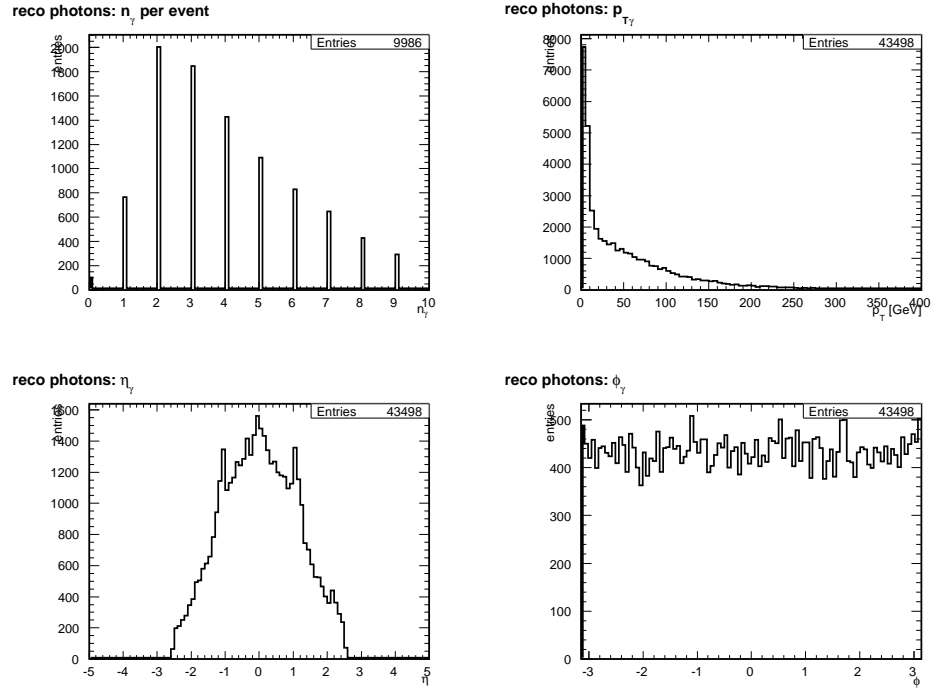 reco photons: nγ per event
entries
Entries 9986
2000
1800
1600
1400
1200
1000
800
600
400
200
0
0 1 2 3 4 5 6 7 8 9 10
nγ
reco photons: pTγ
entries
Entries 43498
8000
7000
6000
5000
4000
3000
2000
1000
0
0 50 100 150 200 250 300 350 400
pT [GeV]
reco photons: ηγ
entries
Entries 43498
1600
1400
1200
1000
800
600
400
200
0
-5 -4 -3 -2 -1 0 1 2 3 4 5
η
reco photons: ϕγ
entries
Entries 43498
500
400
300
200
100
0
-3 -2 -1 0 1 2 3
ϕ